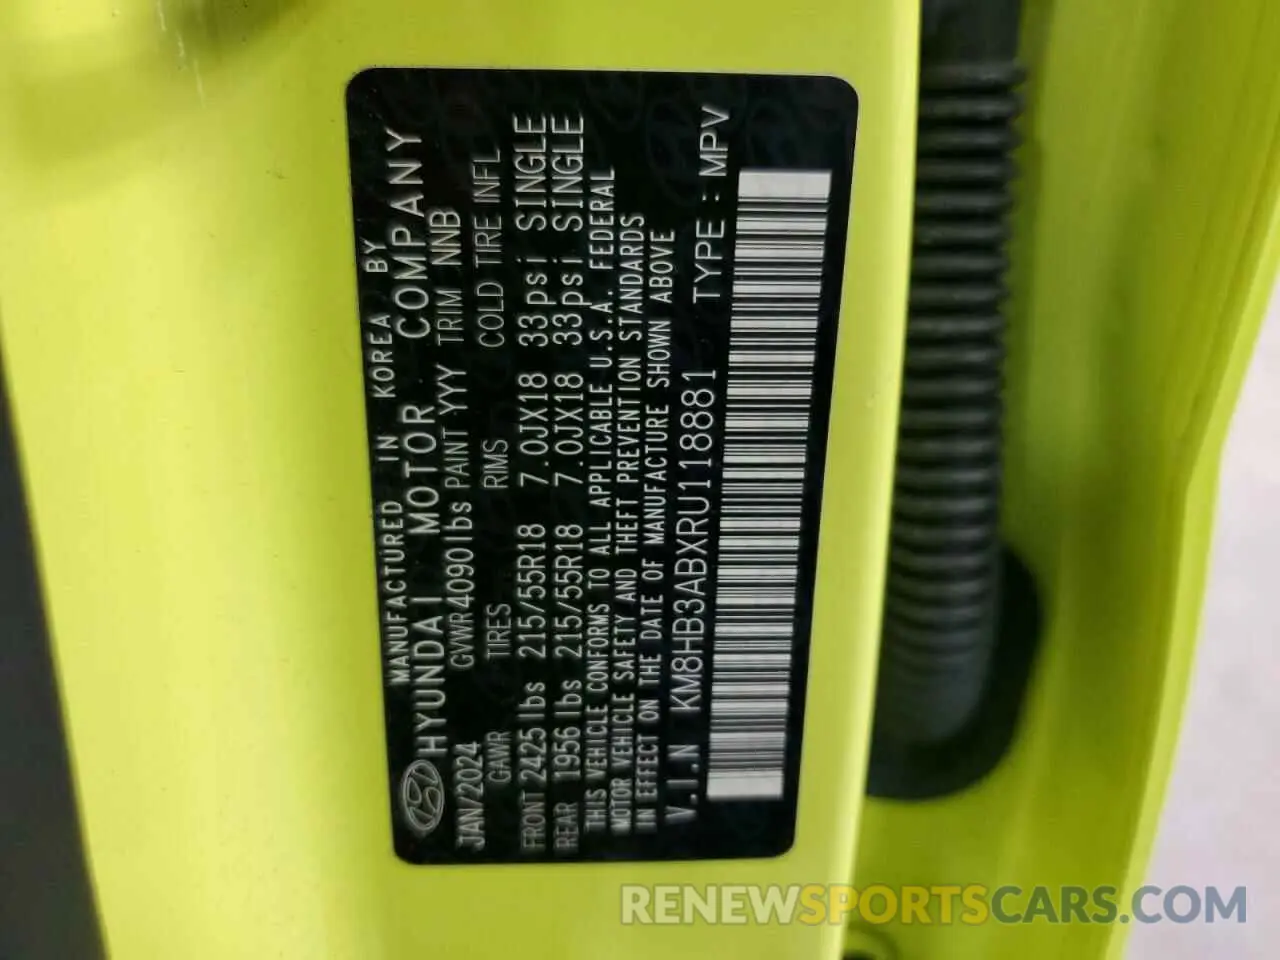 MANUFACTURED IN KOREA BY
HYUNDAI MOTOR COMPANY
JAN/2024 GVWR 4090lbs PAINT YYY TRIM NNB
GAWR TIRES RIMS COLD TIRE INFL
FRONT 2425lbs 215/55R18 7.0JX18 33psi SINGLE
REAR 1956lbs 215/55R18 7.0JX18 33psi SINGLE
THIS VEHICLE CONFORMS TO ALL APPLICABLE U.S.A. FEDERAL
MOTOR VEHICLE SAFETY AND THEFT PREVENTION STANDARDS
IN EFFECT ON THE DATE OF MANUFACTURE SHOWN ABOVE
V.I.N KM8HB3ABXRU118881 TYPE : MPV
RENEWSPORTSCARS.COM